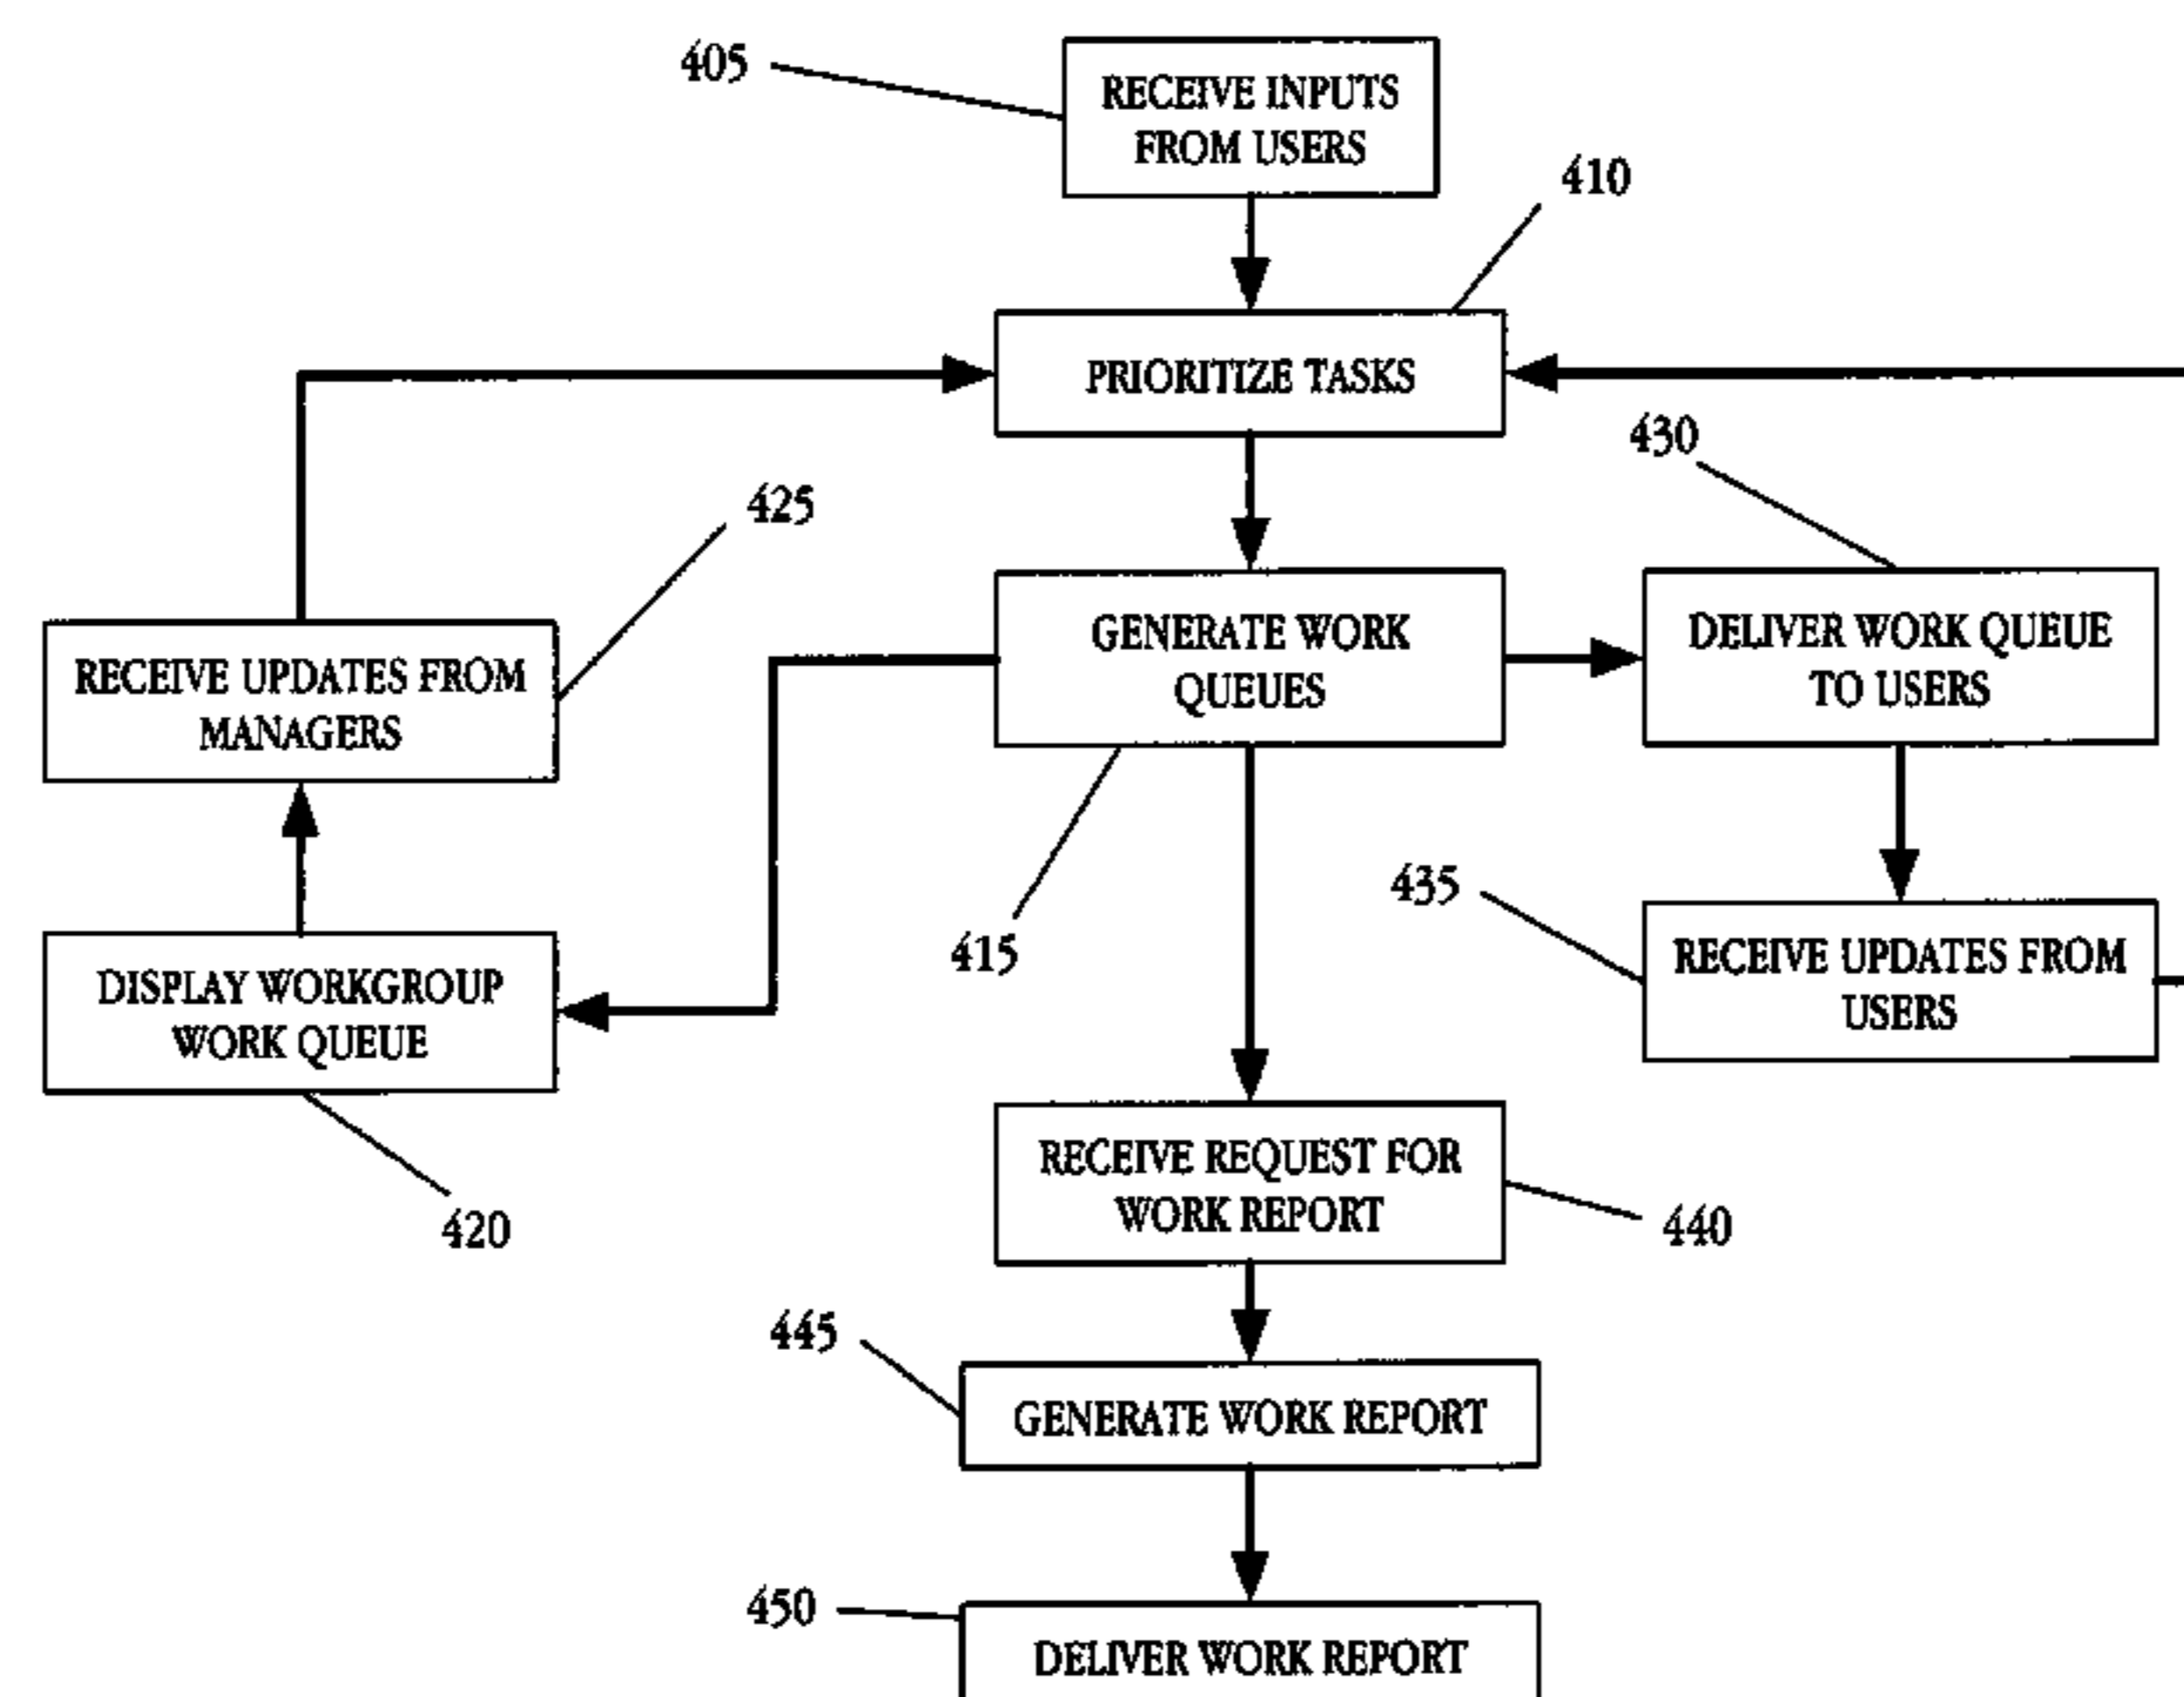 405
RECEIVE INPUTS
FROM USERS
410
PRIORITIZE TASKS
430
425
GENERATE WORK
QUEUES
DELIVER WORK QUEUE
TO USERS
RECEIVE UPDATES FROM
MANAGERS
435
415
RECEIVE UPDATES FROM
USERS
DISPLAY WORKGROUP
WORK QUEUE
RECEIVE REQUEST FOR
WORK REPORT
440
420
445
GENERATE WORK REPORT
450
DELIVER WORK REPORT